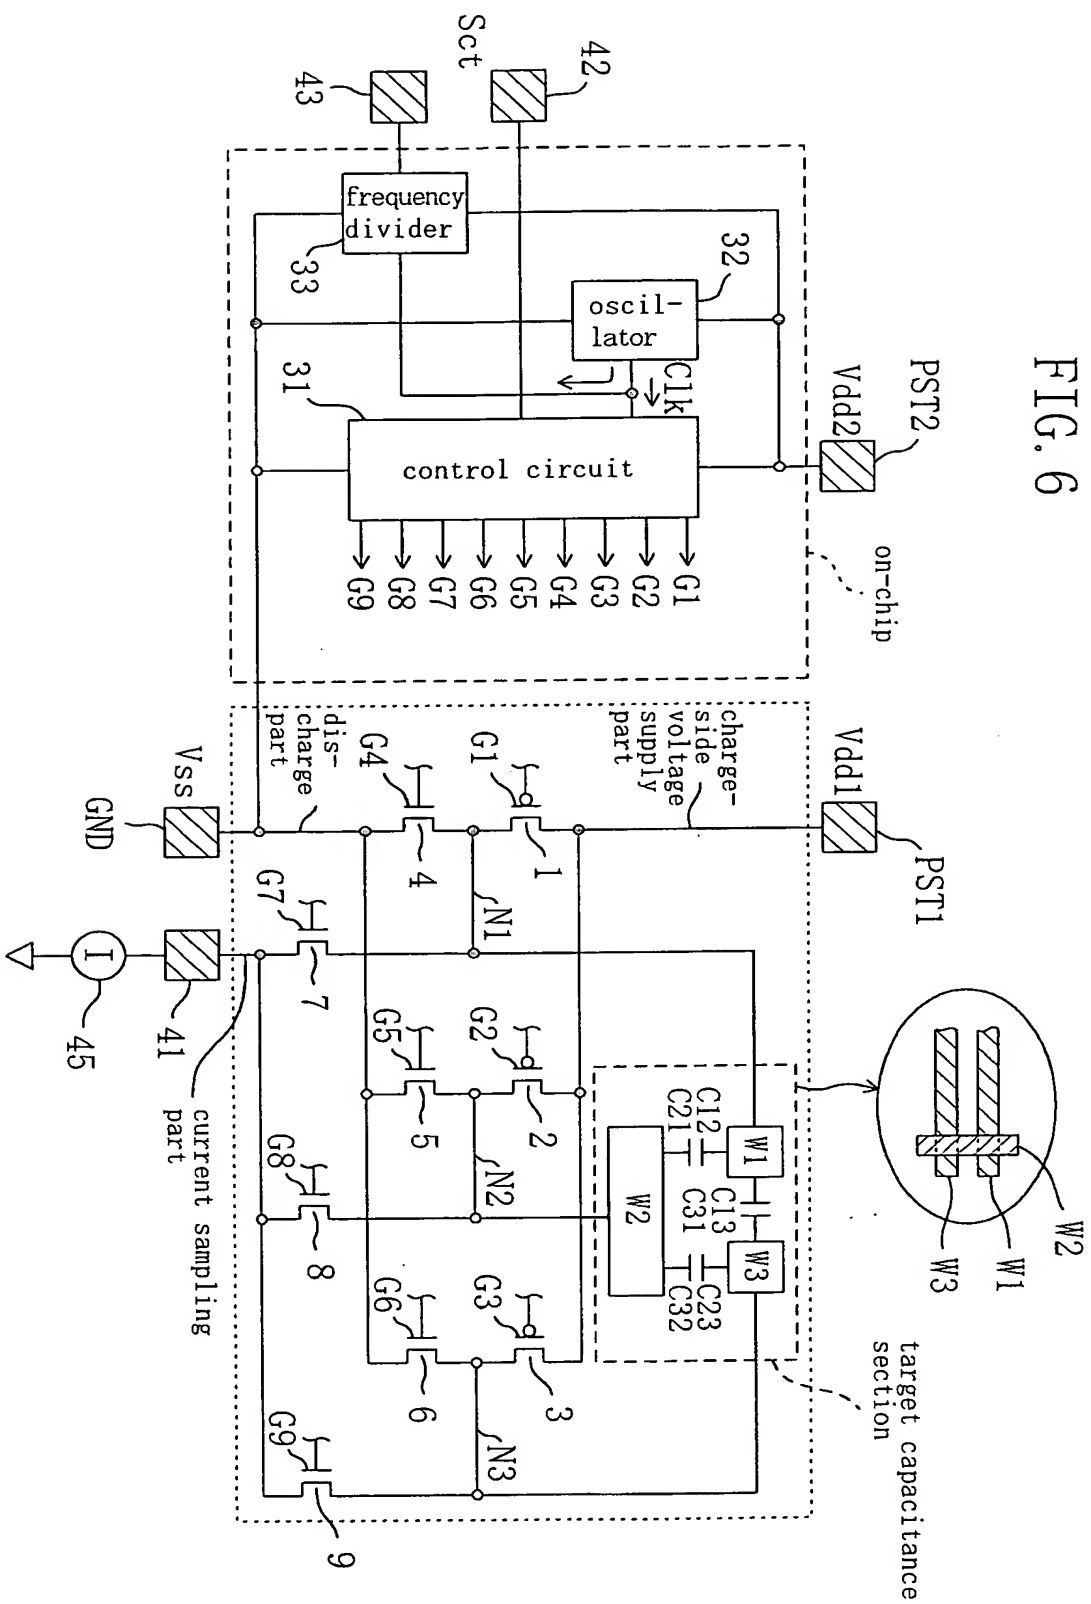 FIG. 6
PST2
Vdd2
on-chip
PST1
Vdd1
W2
W1
W3
target capacitance
section
42
Sct
43
frequency
divider
33
32
oscil-
lator
Clk
31
control circuit
G1
G2
G3
G4
G5
G6
G7
G8
G9
charge-
side
voltage
supply
part
dis-
charge
part
Vss
GND
G1
1
G4
4
N1
G7
7
G2
2
G5
5
N2
G8
8
G3
3
G6
6
N3
G9
9
W1
C12
C21
C13
C31
W3
C23
C32
W2
41
I
45
current sampling
part